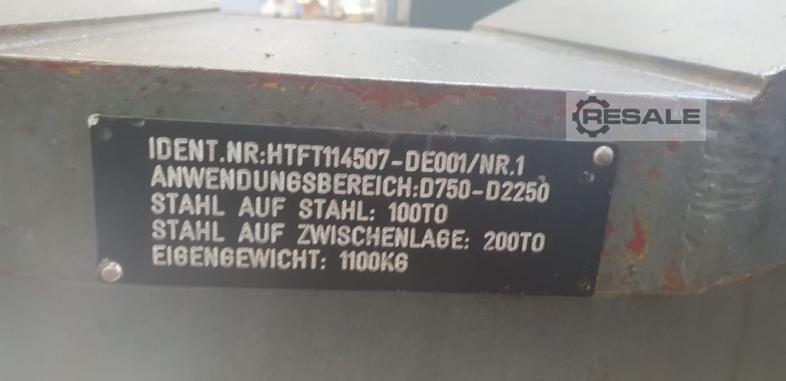 RESALE
IDENT.NR:HTFT114507-DE001/NR.1
ANWENDUNGSBEREICH:D750-D2250
STAHL AUF STAHL: 100TO
STAHL AUF ZWISCHENLAGE: 200TO
EIGENGEWICHT: 1100KG